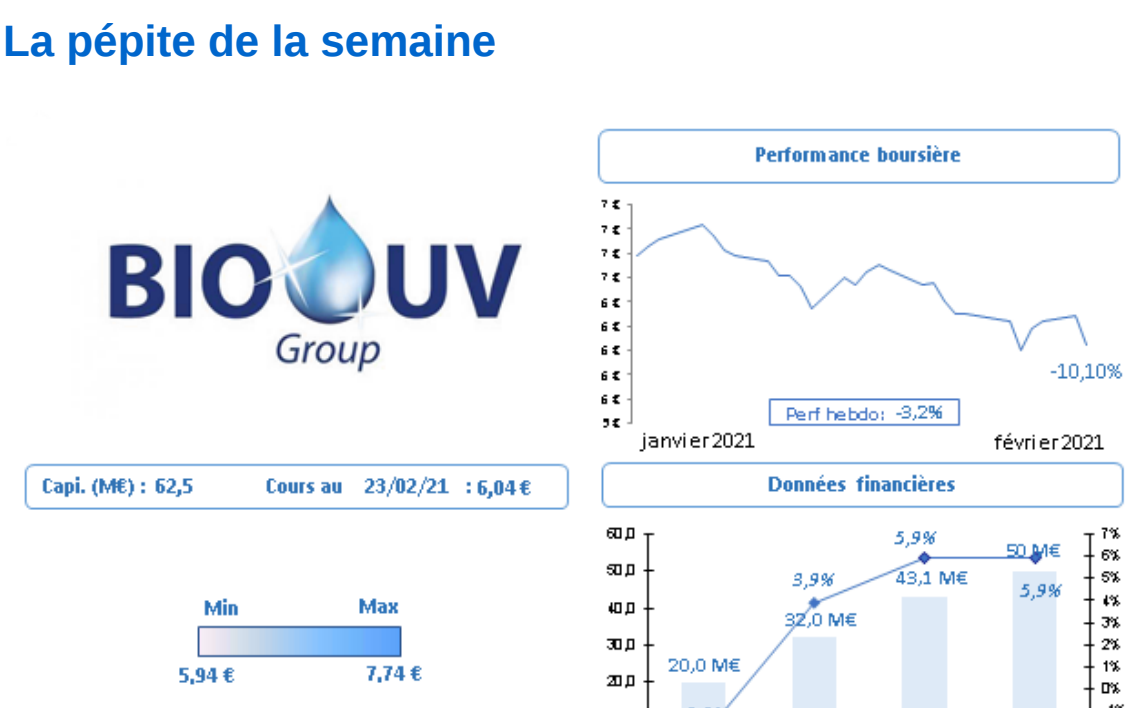 La pépite de la semaine
BIO UV
Group
Performance boursière
7 €
7 €
7 €
7 €
6 €
6 €
6 €
6 €
6 €
5 €
-10,10%
Perf hebdo: -3,2%
janvier 2021
février 2021
Capi. (M€) : 62,5 Cours au 23/02/21 : 6,04 €
Données financières
Min Max
5,94 € 7,74 €
60,0
50,0
40,0
30,0
20,0
5,9%
50 M€
3,9%
43,1 M€
5,9%
32,0 M€
20,0 M€
7%
6%
5%
4%
3%
2%
1%
0%